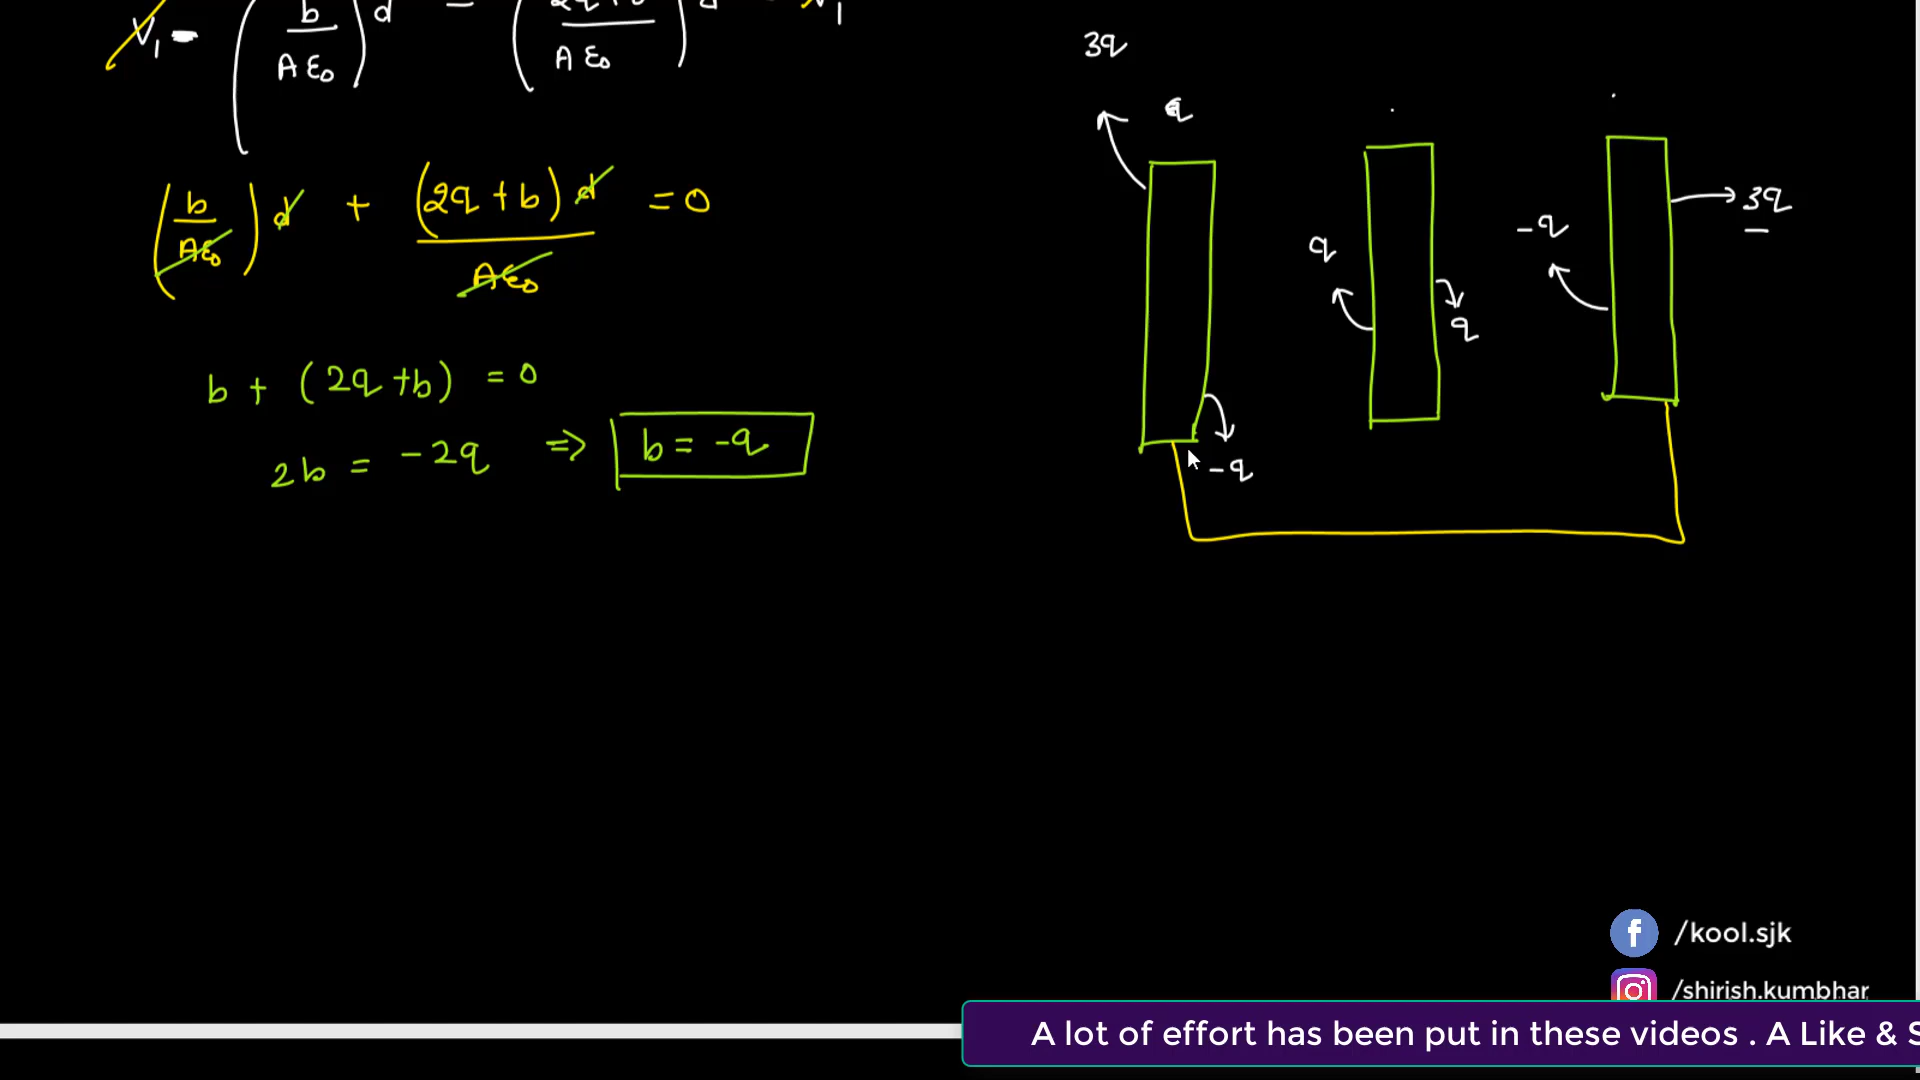 V₁ - (b/Aε₀) d - (2q+b/Aε₀) d = V₁
(b/Aε₀) d + (2q + b) d/Aε₀ = 0
b + (2q + b) = 0
2b = -2q ⇒ b = -q
3q
q
-q
q
q
-q
3q
/kool.sjk
/shirish.kumbhar
A lot of effort has been put in these videos . A Like & S